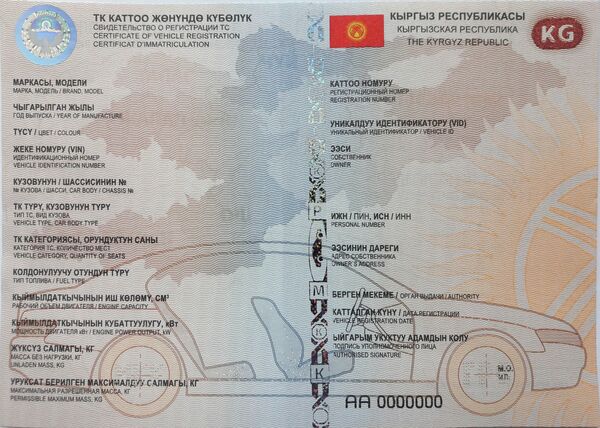 ТК КАТТОО ЖӨНҮНДӨ КҮБӨЛҮК
СВИДЕТЕЛЬСТВО О РЕГИСТРАЦИИ ТС
CERTIFICATE OF VEHICLE REGISTRATION
CERTIFICAT D'IMMATRICULATION
МАРКАСЫ, МОДЕЛИ
МАРКА, МОДЕЛЬ / BRAND, MODEL
ЧЫГАРЫЛГАН ЖЫЛЫ
ГОД ВЫПУСКА / YEAR OF MANUFACTURE
ТҮСҮ / ЦВЕТ / COLOUR
ЖЕКЕ НОМУРУ (VIN)
ИДЕНТИФИКАЦИОННЫЙ НОМЕР
VEHICLE IDENTIFICATION NUMBER
КУЗОВУНУН / ШАССИСИНИН №
№ КУЗОВА / ШАССИ, CAR BODY / CHASSIS №
ТК ТҮРҮ, КУЗОВ ТҮРҮ
ТИП ТС, ВИД КУЗОВА
VEHICLE TYPE, CAR BODY TYPE
ТК КАТЕГОРИЯСЫ, ОРУНДУКТУН САНЫ
КАТЕГОРИЯ ТС, КОЛИЧЕСТВО МЕСТ
VEHICLE CATEGORY, QUANTITY OF SEATS
КОЛДОНУЛУУЧУ ОТУНДУН ТҮРҮ
ТИП ТОПЛИВА / FUEL TYPE
КЫЙМЫЛДАТКЫЧЫНЫН ИШ КӨЛӨМҮ, СМ³
РАБОЧИЙ ОБЪЕМ ДВИГАТЕЛЯ / ENGINE CAPACITY
КЫЙМЫЛДАТКЫЧЫНЫН КУБАТТУУЛУГУ, кВт
МОЩНОСТЬ ДВИГАТЕЛЯ кВт / ENGINE POWER OUTPUT, kW
ЖҮКСҮЗ САЛМАГЫ, КГ
МАССА БЕЗ НАГРУЗКИ, КГ
UNLADEN MASS, KG
УРУКСАТ БЕРИЛГЕН МАКСИМАЛДУУ САЛМАГЫ, КГ
МАКСИМАЛЬНАЯ РАЗРЕШЕННАЯ МАССА, КГ
PERMISSIBLE MAXIMUM MASS, KG
КЫРГЫЗ РЕСПУБЛИКАСЫ
КЫРГЫЗСКАЯ РЕСПУБЛИКА
THE KYRGYZ REPUBLIC
KG
КАТТОО НОМУРУ
РЕГИСТРАЦИОННЫЙ НОМЕР
REGISTRATION NUMBER
УНИКАЛДУУ ИДЕНТИФИКАТОРУ (VID)
УНИКАЛЬНЫЙ ИДЕНТИФИКАТОР / VEHICLE ID
ЭЭСИ
СОБСТВЕННИК
OWNER
ИЖН / ПИН, ИСН / ИНН
PERSONAL NUMBER
ЭЭСИНИН ДАРЕГИ
АДРЕС СОБСТВЕННИКА
OWNER'S ADDRESS
БЕРГЕН МЕКЕМЕ / ОРГАН ВЫДАЧИ / AUTHORITY
КАТТАЛГАН КҮНҮ / ДАТА РЕГИСТРАЦИИ
VEHICLE REGISTRATION DATE
ЫЙГАРЫМ УКУКТУУ АДАМДЫН КОЛУ
ПОДПИСЬ УПОЛНОМОЧЕННОГО ЛИЦА
AUTHORISED SIGNATURE
М.О.
М.П.
АА 0000000